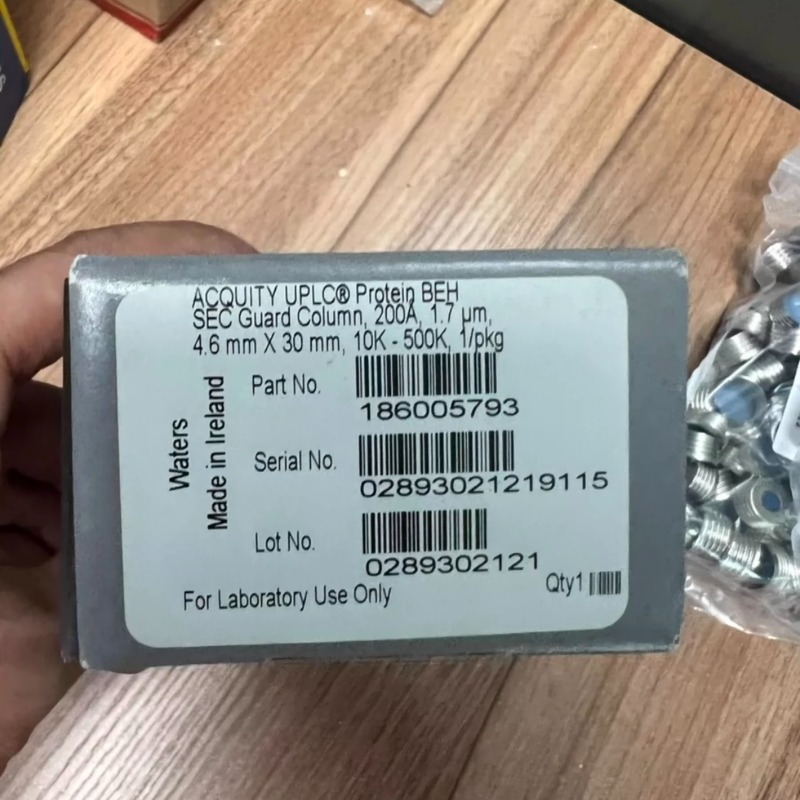 ACQUITY UPLC® Protein BEH
SEC Guard Column, 200A, 1.7 µm,
4.6 mm X 30 mm, 10K - 500K, 1/pkg
Waters
Made in Ireland
Part No.
186005793
Serial No.
02893021219115
Lot No.
0289302121
For Laboratory Use Only
Qty1